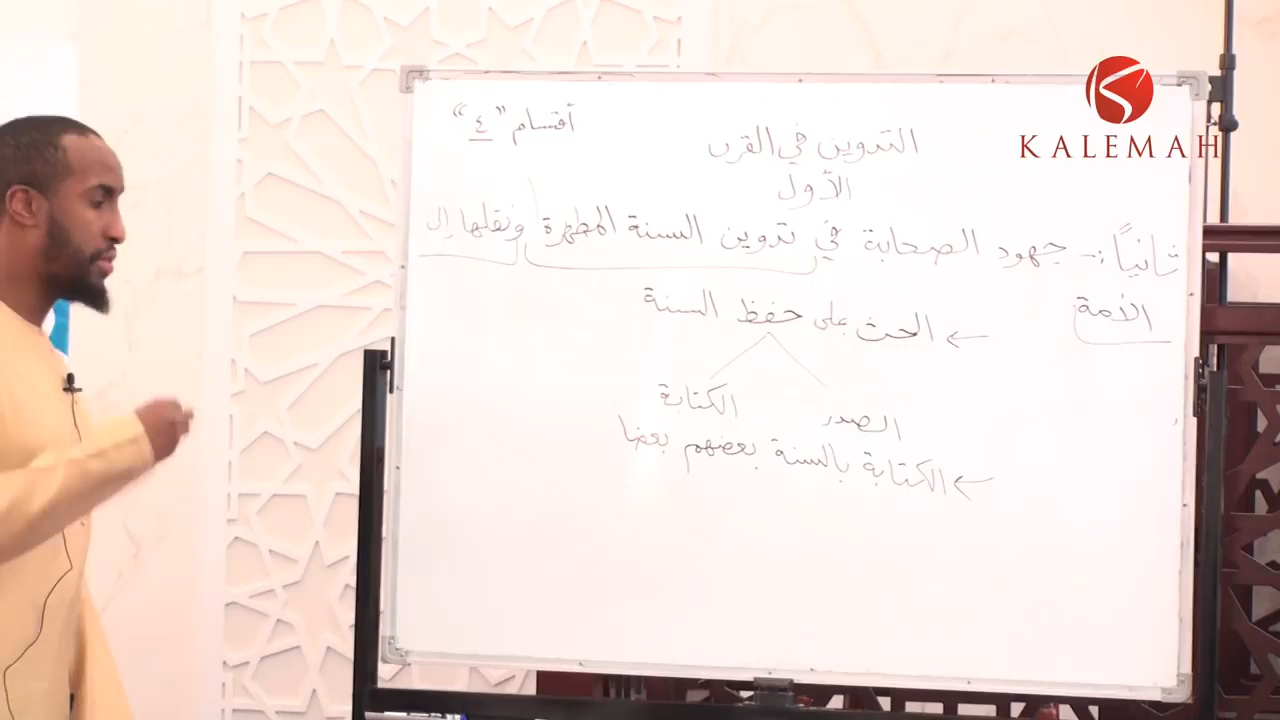 أقسام "٤"
التدوين في القرن
الأول
ثانياً :- جهود الصحابة في تدوين السنة المطهرة ونقلها إلى
الأمة
← الحث على حفظ السنة
الصدر الكتابة
← الكتابة بالسنة بعضهم بعضا
KALEMAH